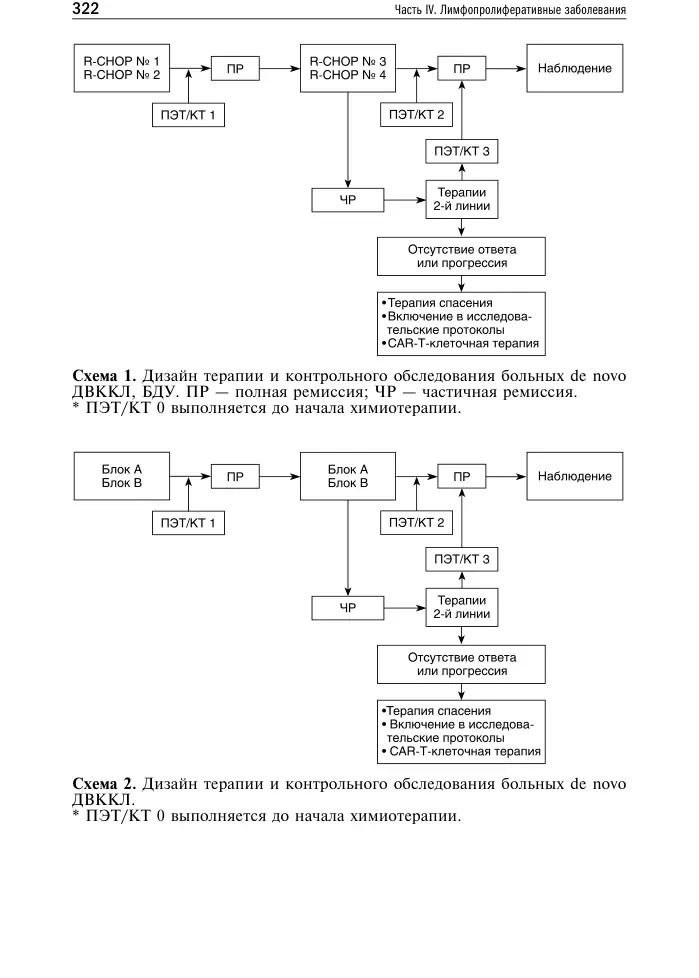 322
Часть IV. Лимфопролиферативные заболевания
R-CHOP № 1
R-CHOP № 2
ПР
R-CHOP № 3
R-CHOP № 4
ПР
Наблюдение
ПЭТ/КТ 1
ПЭТ/КТ 2
ПЭТ/КТ 3
ЧР
Терапии
2-й линии
Отсутствие ответа
или прогрессия
•Терапия спасения
•Включение в исследова-
тельские протоколы
•CAR-T-клеточная терапия
Схема 1. Дизайн терапии и контрольного обследования больных de novo
ДВККЛ, БДУ. ПР — полная ремиссия; ЧР — частичная ремиссия.
* ПЭТ/КТ 0 выполняется до начала химиотерапии.
Блок А
Блок В
ПР
Блок А
Блок В
ПР
Наблюдение
ПЭТ/КТ 1
ПЭТ/КТ 2
ПЭТ/КТ 3
ЧР
Терапии
2-й линии
Отсутствие ответа
или прогрессия
•Терапия спасения
• Включение в исследова-
тельские протоколы
• CAR-T-клеточная терапия
Схема 2. Дизайн терапии и контрольного обследования больных de novo
ДВККЛ.
* ПЭТ/КТ 0 выполняется до начала химиотерапии.